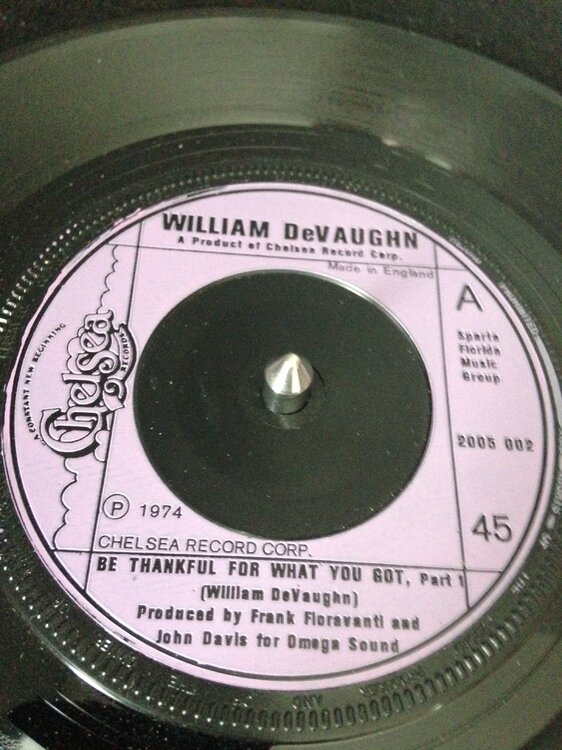 WILLIAM DeVAUGHN
A Product of Chelsea Record Corp.
Made in England
A
Sparta
Florida
Music
Group
2005 002
45
A CONSTANT NEW BEGINNING
Chelsea
RECORDS
Ⓟ 1974
CHELSEA RECORD CORP.
BE THANKFUL FOR WHAT YOU GOT, Part 1
(William DeVaughn)
Produced by Frank Fioravanti and
John Davis for Omega Sound